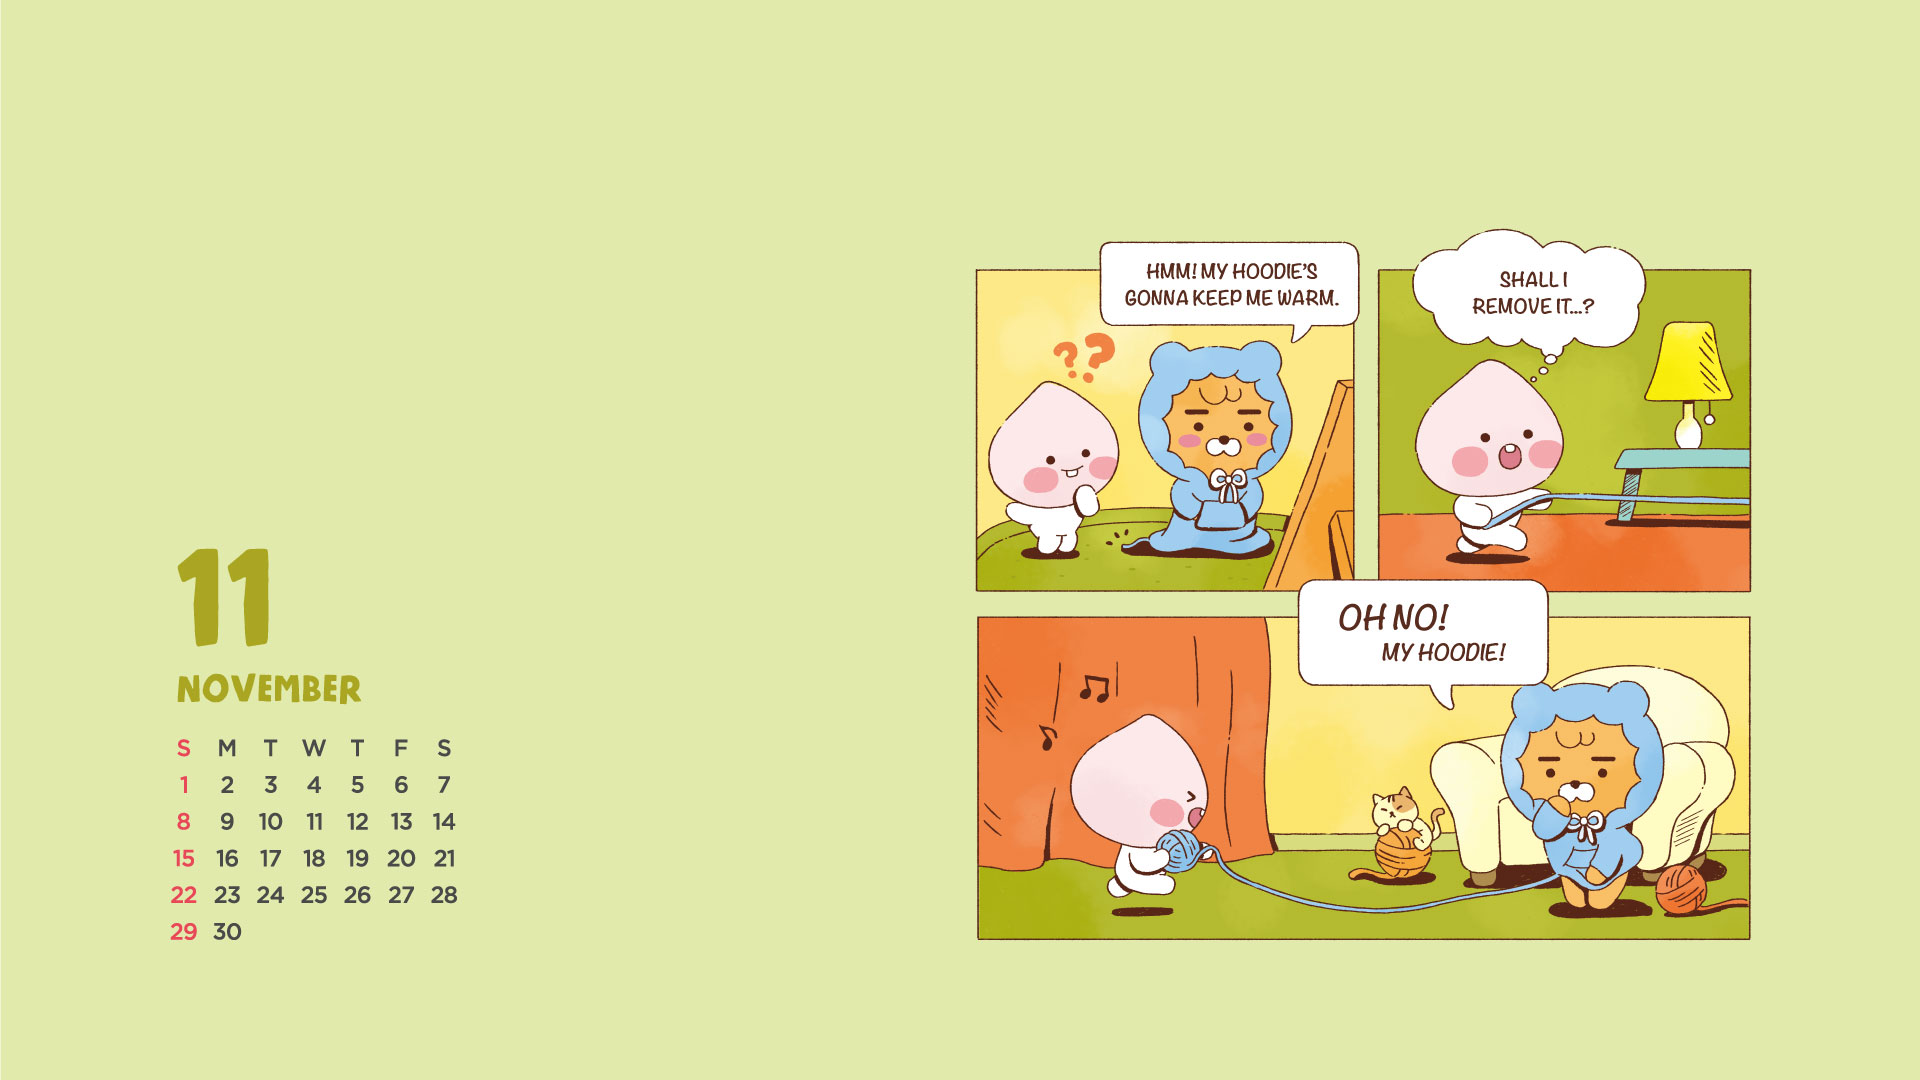 11
NOVEMBER
S M T W T F S
1 2 3 4 5 6 7
8 9 10 11 12 13 14
15 16 17 18 19 20 21
22 23 24 25 26 27 28
29 30
HMM! MY HOODIE'S
GONNA KEEP ME WARM.
??
SHALL I
REMOVE IT...?
OH NO!
MY HOODIE!